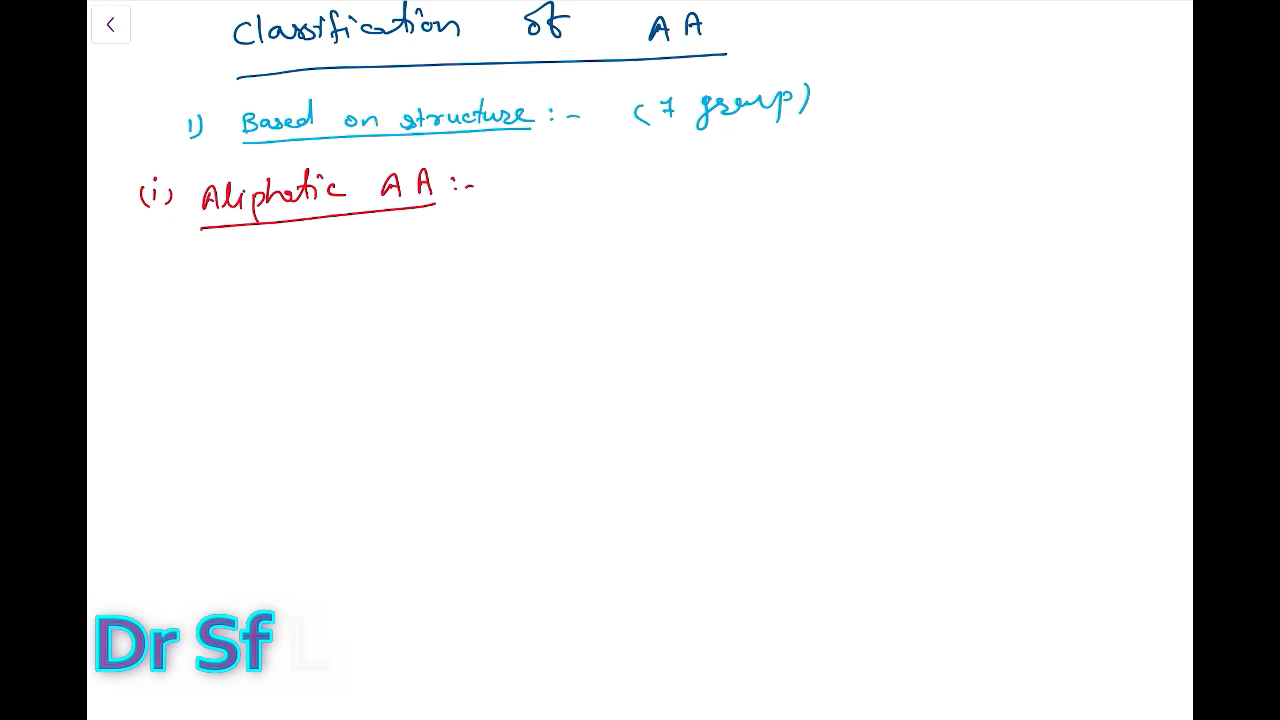 Classification of AA
1) Based on structure :- (7 group)
(i) Aliphatic AA :-
Dr Sf L